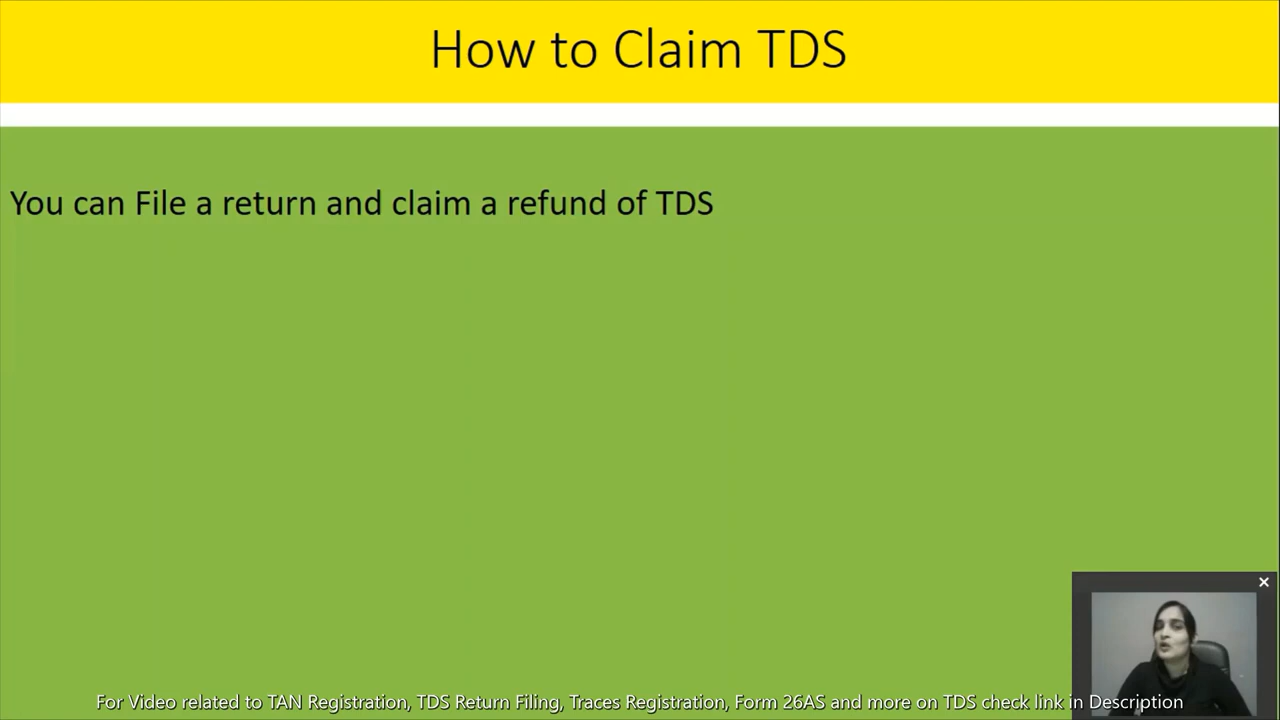 How to Claim TDS
You can File a return and claim a refund of TDS
For Video related to TAN Registration, TDS Return Filing, Traces Registration, Form 26AS and more on TDS check link in Description